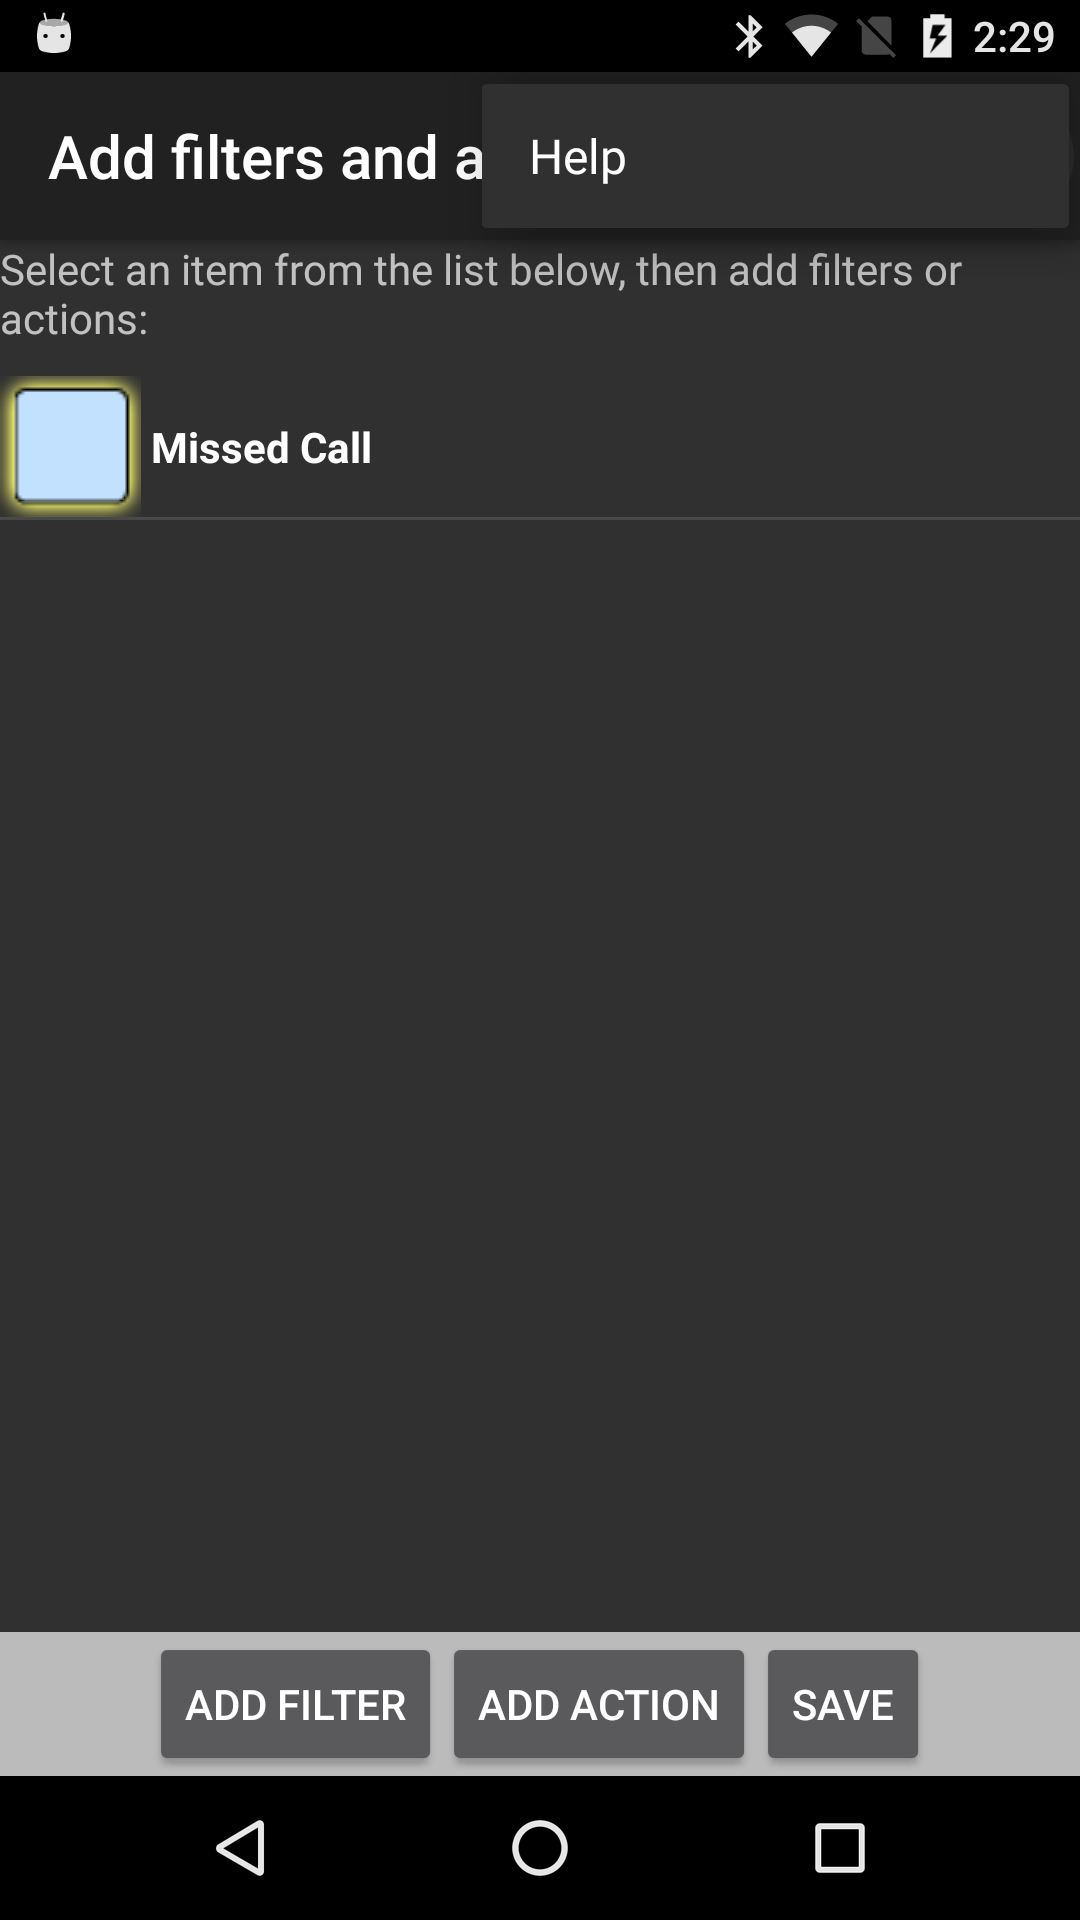 2:29
Add filters and a
Help
Select an item from the list below, then add filters or
actions:
Missed Call
ADD FILTER
ADD ACTION
SAVE